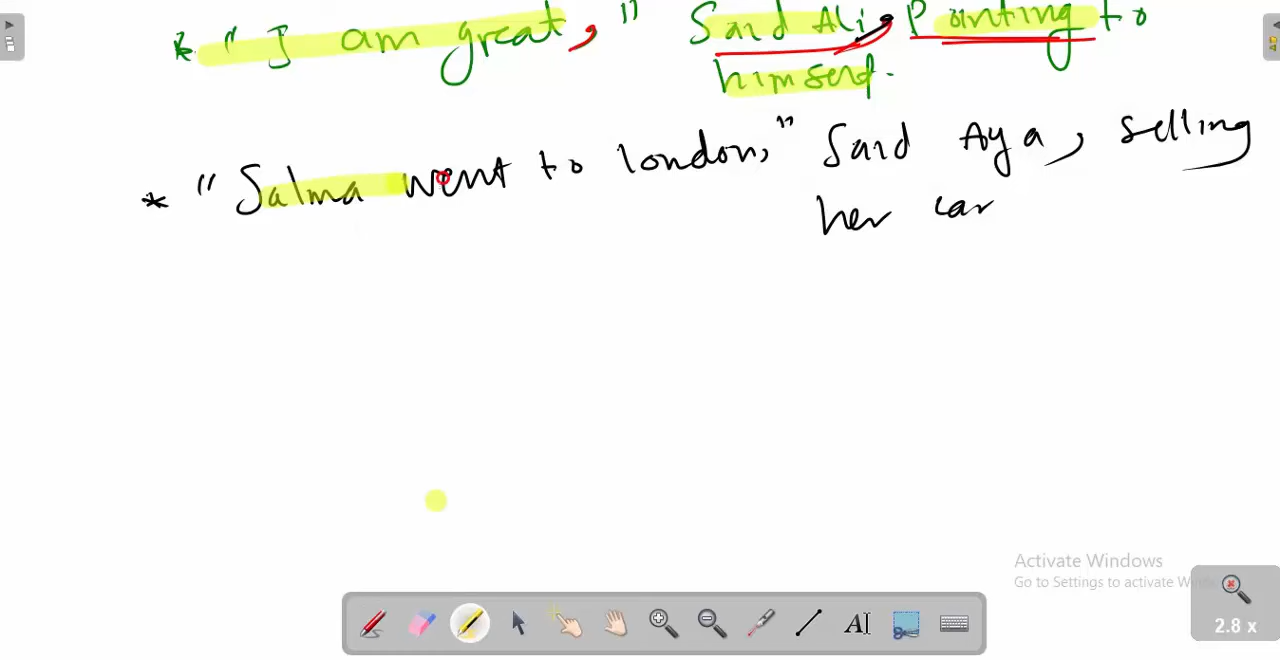 * " I am great, " Said Ali, Pointing to
himself.
* " Salma went to london, " Said Aya, selling
her car
Activate Windows
Go to Settings to activate Windows
AI
2.8 x